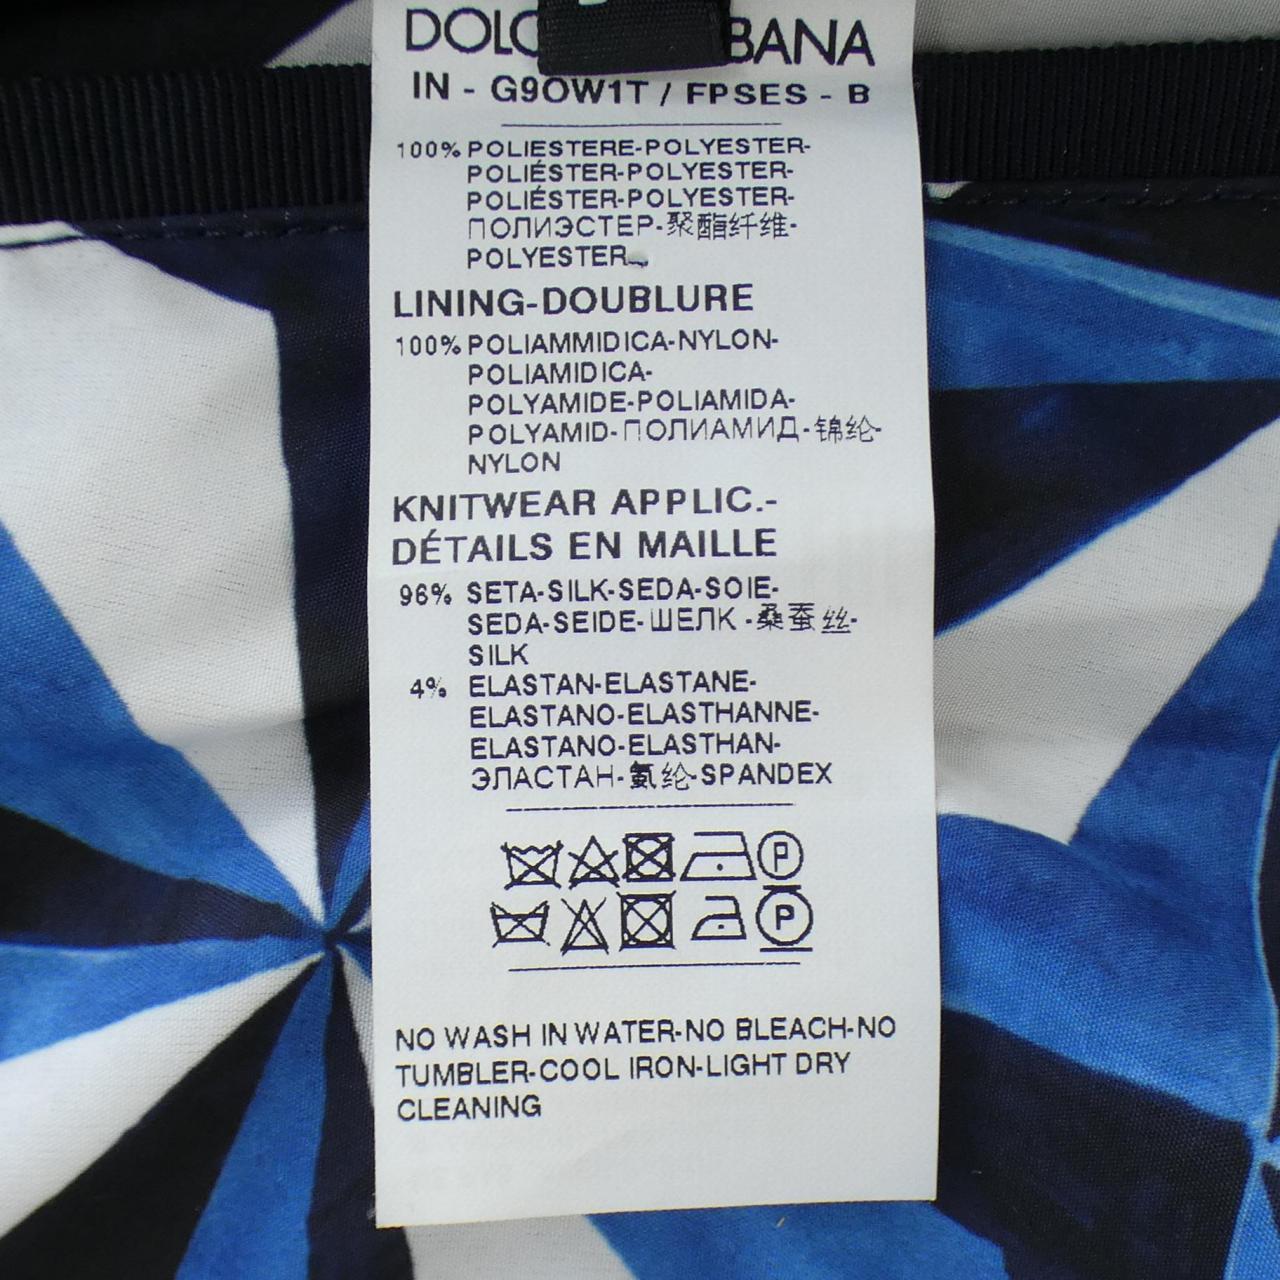 DOLC BANA
IN - G9OW1T / FPSES - B
100% POLIESTERE-POLYESTER-
POLIÉSTER-POLYESTER-
POLIÉSTER-POLYESTER-
ПОЛИЭСТЕР-聚酯纤维-
POLYESTER
LINING-DOUBLURE
100% POLIAMMIDICA-NYLON-
POLIAMIDICA-
POLYAMIDE-POLIAMIDA-
POLYAMID-ПОЛИАМИД-锦纶-
NYLON
KNITWEAR APPLIC.-
DÉTAILS EN MAILLE
96% SETA-SILK-SEDA-SOIE-
SEDA-SEIDE-ШЕЛК-桑蚕丝-
SILK
4% ELASTAN-ELASTANE-
ELASTANO-ELASTHANNE-
ELASTANO-ELASTHAN-
ЭЛАСТАН-氨纶-SPANDEX
P
P
NO WASH IN WATER-NO BLEACH-NO
TUMBLER-COOL IRON-LIGHT DRY
CLEANING